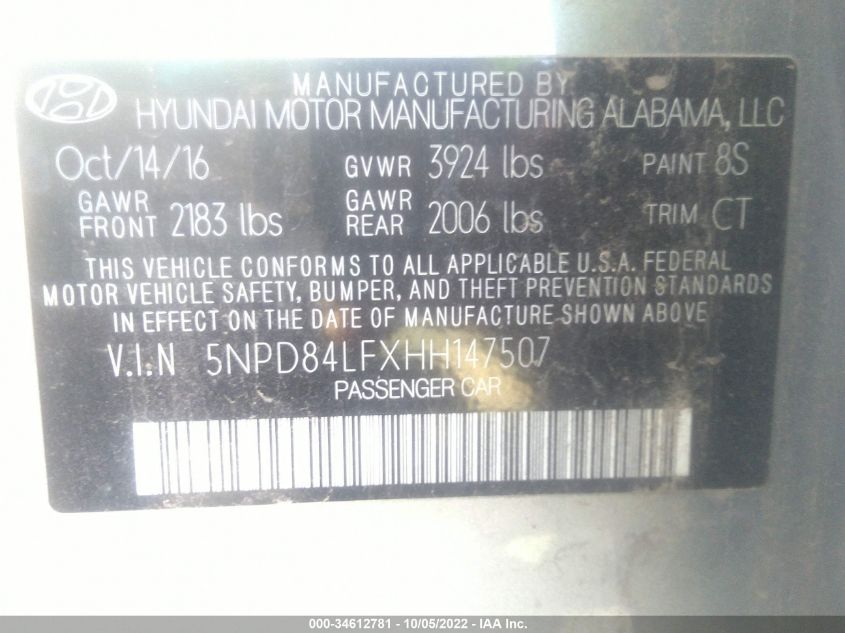 MANUFACTURED BY
HYUNDAI MOTOR MANUFACTURING ALABAMA, LLC
Oct/14/16 GVWR 3924 lbs PAINT 8S
GAWR FRONT 2183 lbs GAWR REAR 2006 lbs TRIM CT
THIS VEHICLE CONFORMS TO ALL APPLICABLE U.S.A. FEDERAL
MOTOR VEHICLE SAFETY, BUMPER, AND THEFT PREVENTION STANDARDS
IN EFFECT ON THE DATE OF MANUFACTURE SHOWN ABOVE
V.I.N 5NPD84LFXHH147507
PASSENGER CAR
000-34612781 - 10/05/2022 - IAA Inc.